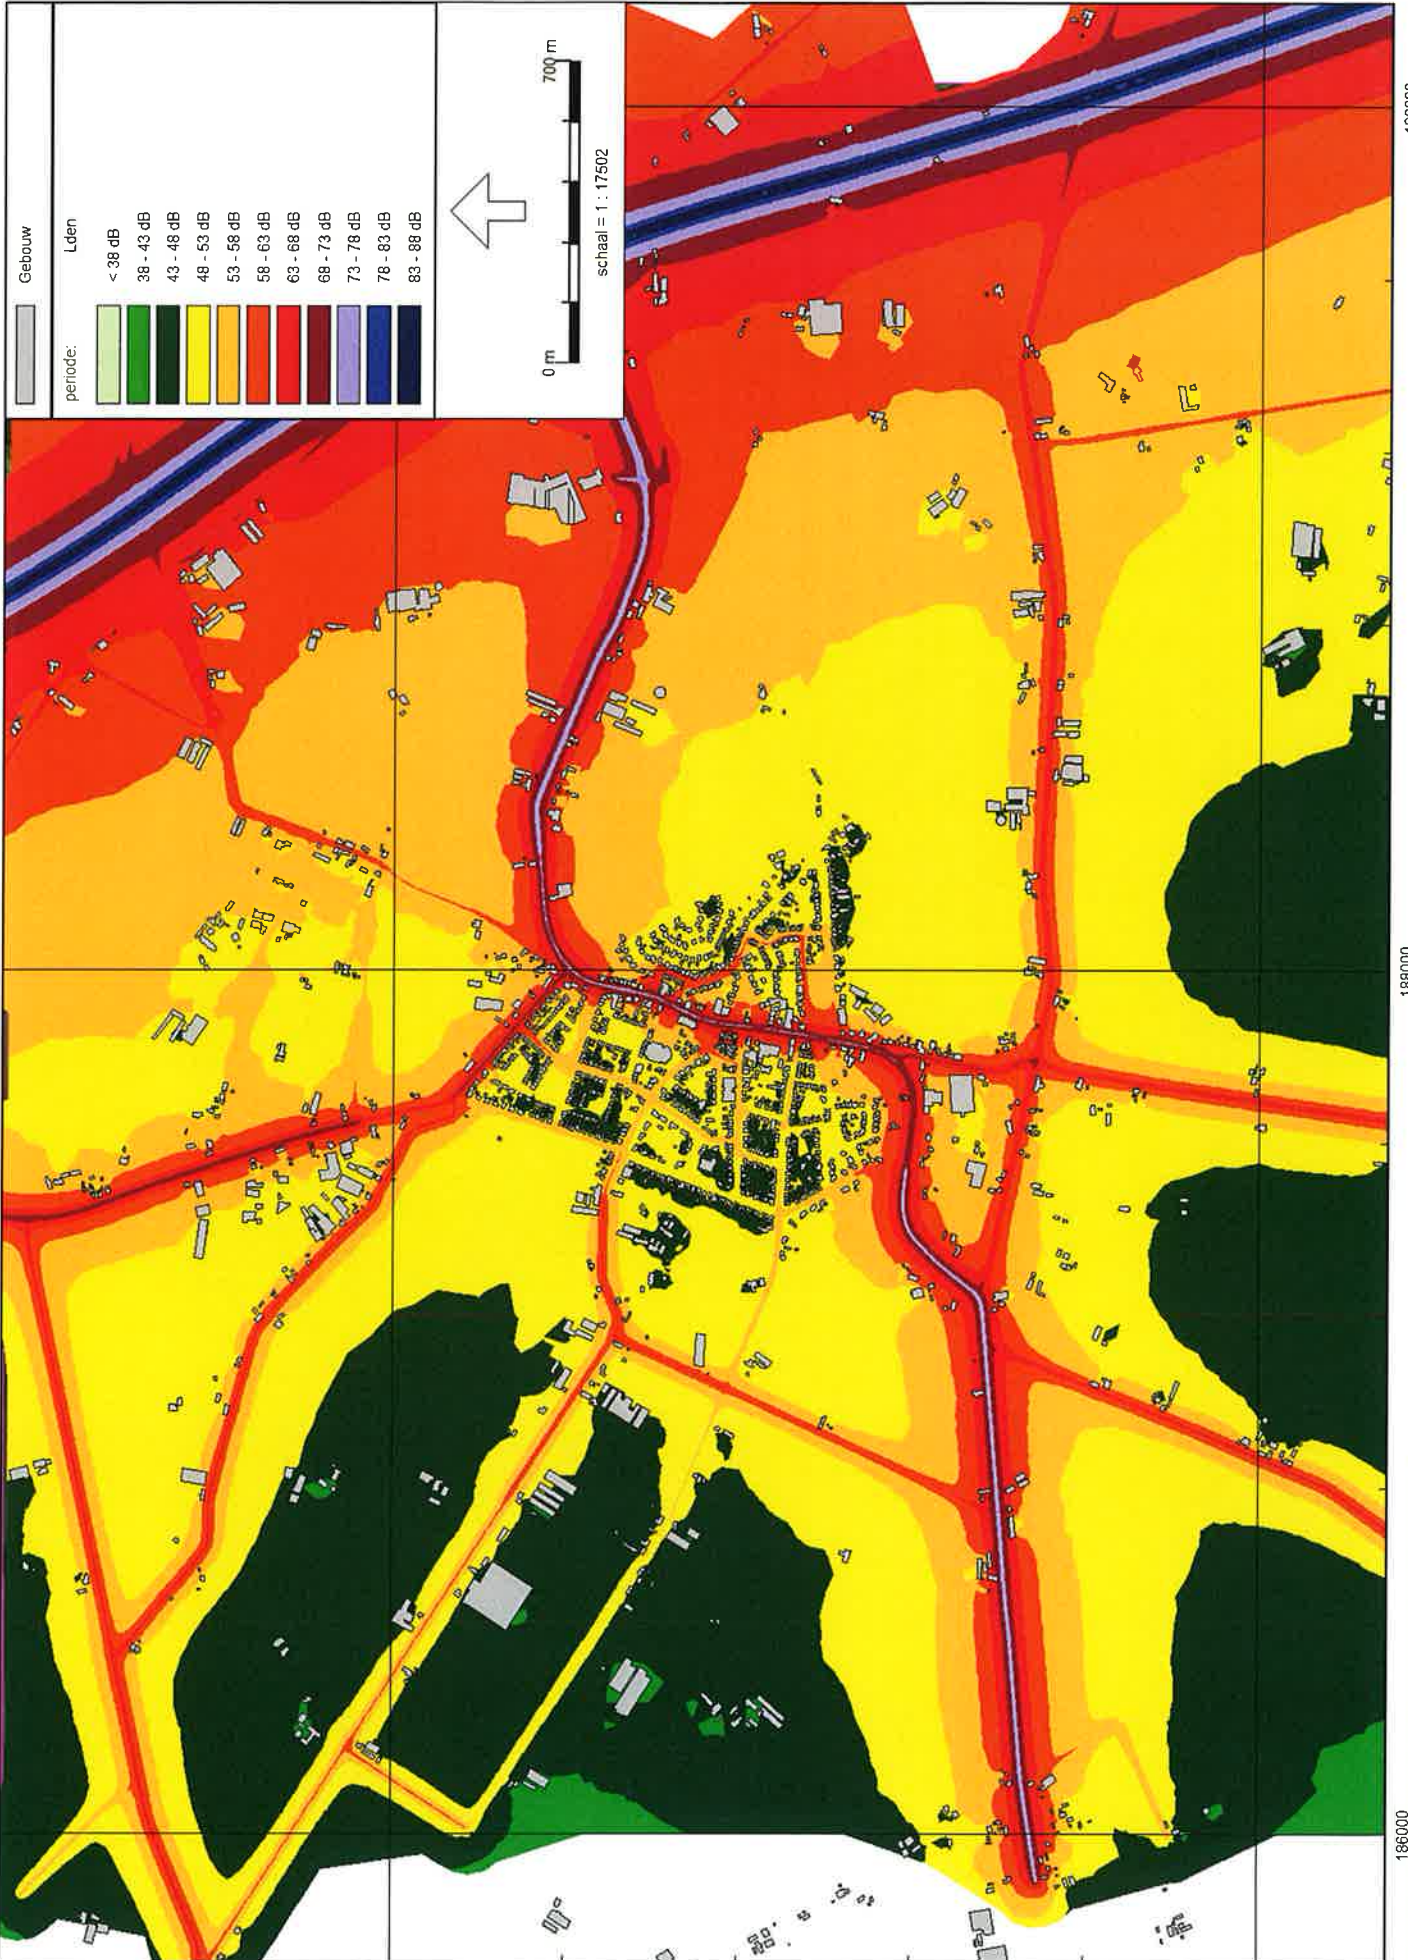 Gebouw
periode: Lden
< 38 dB
38 - 43 dB
43 - 48 dB
48 - 53 dB
53 - 58 dB
58 - 63 dB
63 - 68 dB
68 - 73 dB
73 - 78 dB
78 - 83 dB
83 - 88 dB
0 m 700 m
schaal = 1 : 17502
186000
188000